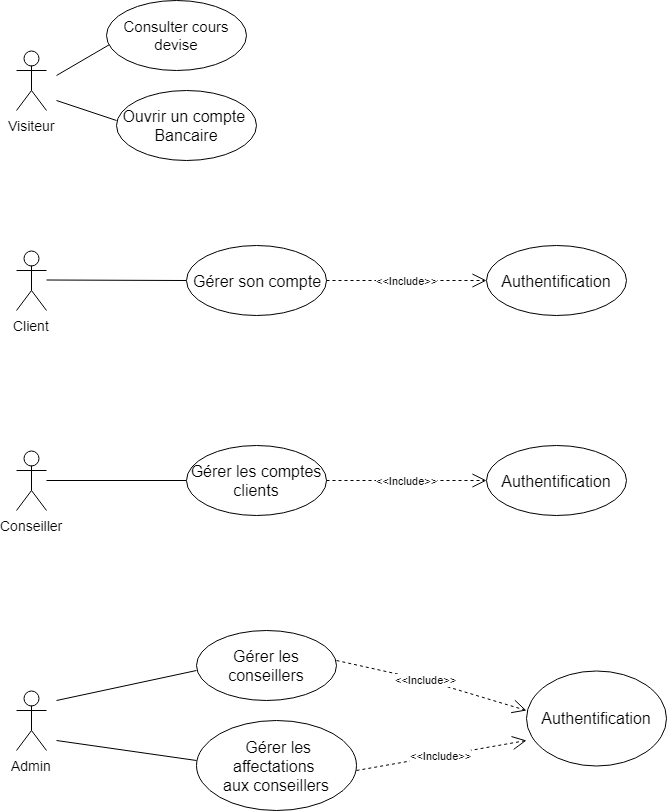 Consulter cours
devise
Visiteur
Ouvrir un compte
Bancaire
Client
Gérer son compte
<<Include>>
Authentification
Conseiller
Gérer les comptes
clients
<<Include>>
Authentification
Gérer les
conseillers
<<Include>>
Authentification
Admin
Gérer les
affectations
aux conseillers
<<Include>>